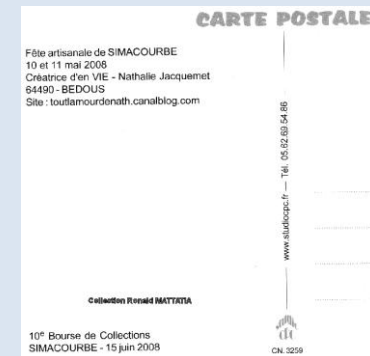 CARTE POSTALE
Fête artisanale de SIMACOURBE
10 et 11 mai 2008
Créatrice d'en VIE - Nathalie Jacquemet
64490 - BEDOUS
Site : toutlamourdenath.canalblog.com
www.studiocpc.fr — Tél. 05.62.69.54.86
Collection Ronald MATTATIA
10e Bourse de Collections
SIMACOURBE - 15 juin 2008
CN. 3259